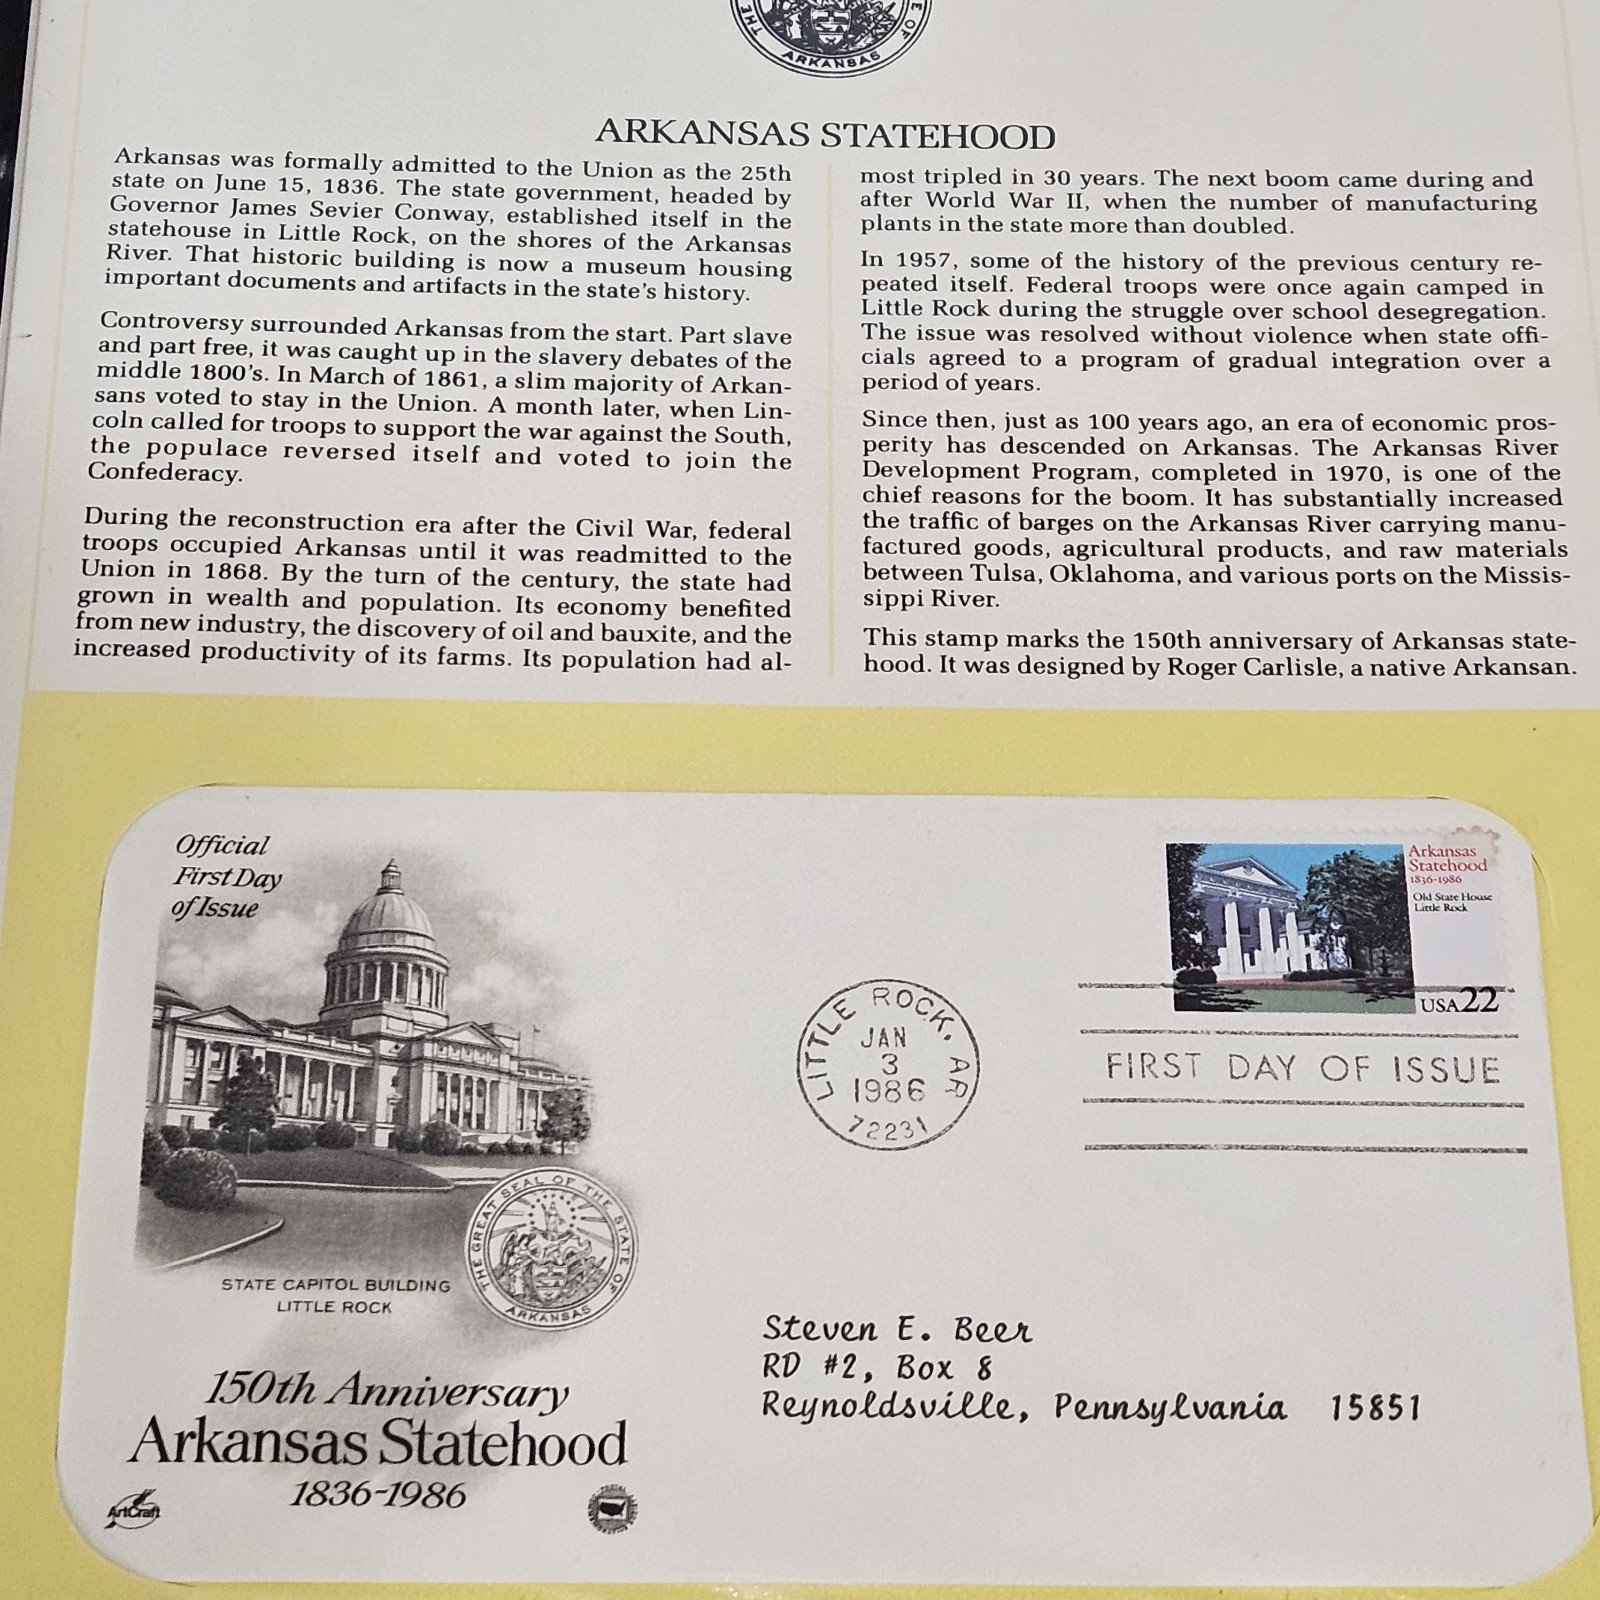 THE OF
ARKANSAS
ARKANSAS STATEHOOD
Arkansas was formally admitted to the Union as the 25th
state on June 15, 1836. The state government, headed by
Governor James Sevier Conway, established itself in the
statehouse in Little Rock, on the shores of the Arkansas
River. That historic building is now a museum housing
important documents and artifacts in the state's history.
Controversy surrounded Arkansas from the start. Part slave
and part free, it was caught up in the slavery debates of the
middle 1800's. In March of 1861, a slim majority of Arkan-
sans voted to stay in the Union. A month later, when Lin-
coln called for troops to support the war against the South,
the populace reversed itself and voted to join the
Confederacy.
During the reconstruction era after the Civil War, federal
troops occupied Arkansas until it was readmitted to the
Union in 1868. By the turn of the century, the state had
grown in wealth and population. Its economy benefited
from new industry, the discovery of oil and bauxite, and the
increased productivity of its farms. Its population had al-
most tripled in 30 years. The next boom came during and
after World War II, when the number of manufacturing
plants in the state more than doubled.
In 1957, some of the history of the previous century re-
peated itself. Federal troops were once again camped in
Little Rock during the struggle over school desegregation.
The issue was resolved without violence when state offi-
cials agreed to a program of gradual integration over a
period of years.
Since then, just as 100 years ago, an era of economic pros-
perity has descended on Arkansas. The Arkansas River
Development Program, completed in 1970, is one of the
chief reasons for the boom. It has substantially increased
the traffic of barges on the Arkansas River carrying manu-
factured goods, agricultural products, and raw materials
between Tulsa, Oklahoma, and various ports on the Missis-
sippi River.
This stamp marks the 150th anniversary of Arkansas state-
hood. It was designed by Roger Carlisle, a native Arkansan.
Official
First Day
of Issue
STATE CAPITOL BUILDING
LITTLE ROCK
THE GREAT SEAL OF THE STATE OF
ARKANSAS
150th Anniversary
Arkansas Statehood
1836-1986
ArtCraft
LITTLE ROCK, AR
JAN
3
1986
72231
Arkansas
Statehood
1836-1986
Old State House
Little Rock
USA22
FIRST DAY OF ISSUE
Steven E. Beer
RD #2, Box 8
Reynoldsville, Pennsylvania 15851